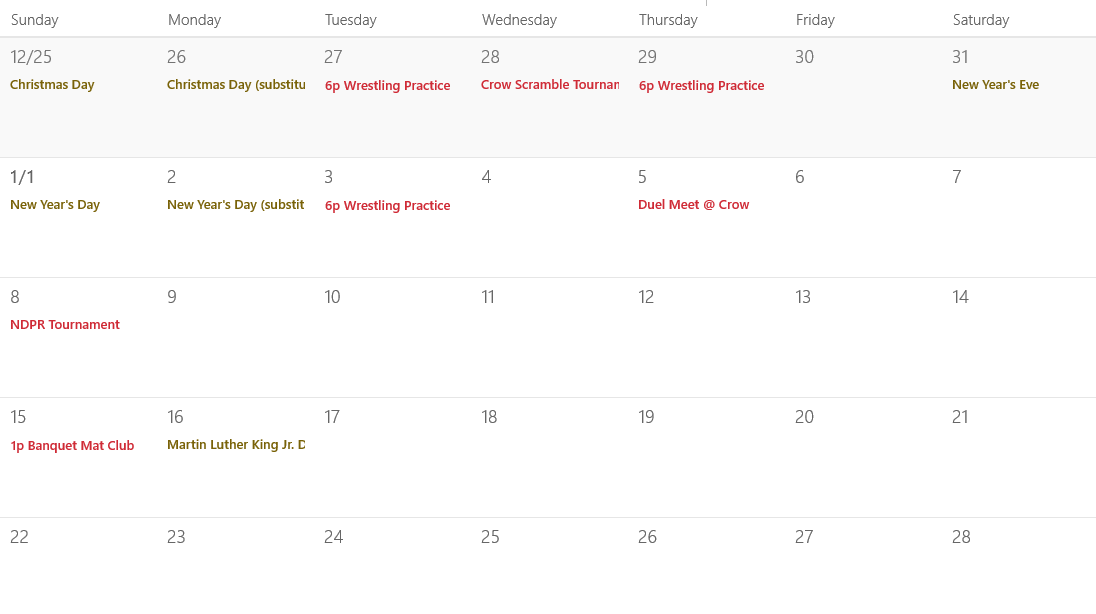 Sunday Monday Tuesday Wednesday Thursday Friday Saturday
12/25 26 27 28 29 30 31
Christmas Day Christmas Day (substitu 6p Wrestling Practice Crow Scramble Tournam 6p Wrestling Practice New Year's Eve
1/1 2 3 4 5 6 7
New Year's Day New Year's Day (substit 6p Wrestling Practice Duel Meet @ Crow
8 9 10 11 12 13 14
NDPR Tournament
15 16 17 18 19 20 21
1p Banquet Mat Club Martin Luther King Jr. D
22 23 24 25 26 27 28